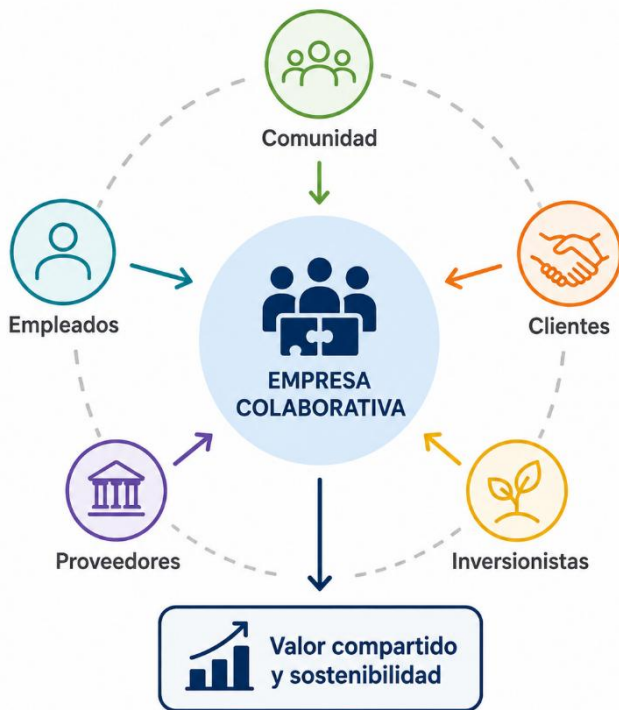 Comunidad
Empleados
Clientes
EMPRESA
COLABORATIVA
Proveedores
Inversionistas
Valor compartido
y sostenibilidad